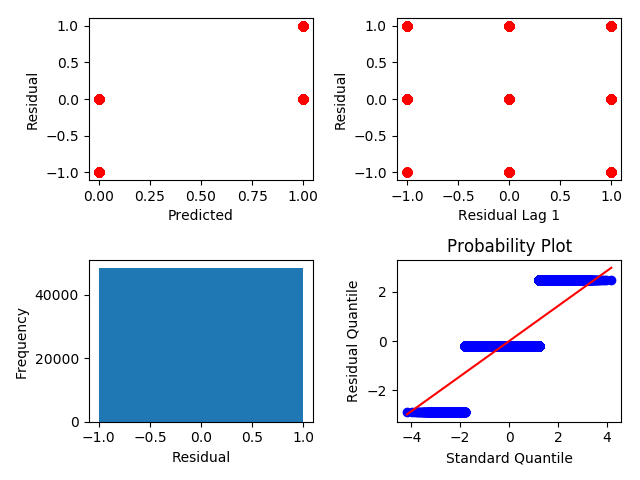 1.0
0.5
0.0
−0.5
−1.0
Residual
0.00 0.25 0.50 0.75 1.00
Predicted
1.0
0.5
0.0
−0.5
−1.0
Residual
−1.0 −0.5 0.0 0.5 1.0
Residual Lag 1
40000
20000
0
Frequency
−1.0 −0.5 0.0 0.5 1.0
Residual
Probability Plot
2
0
−2
Residual Quantile
−4 −2 0 2 4
Standard Quantile